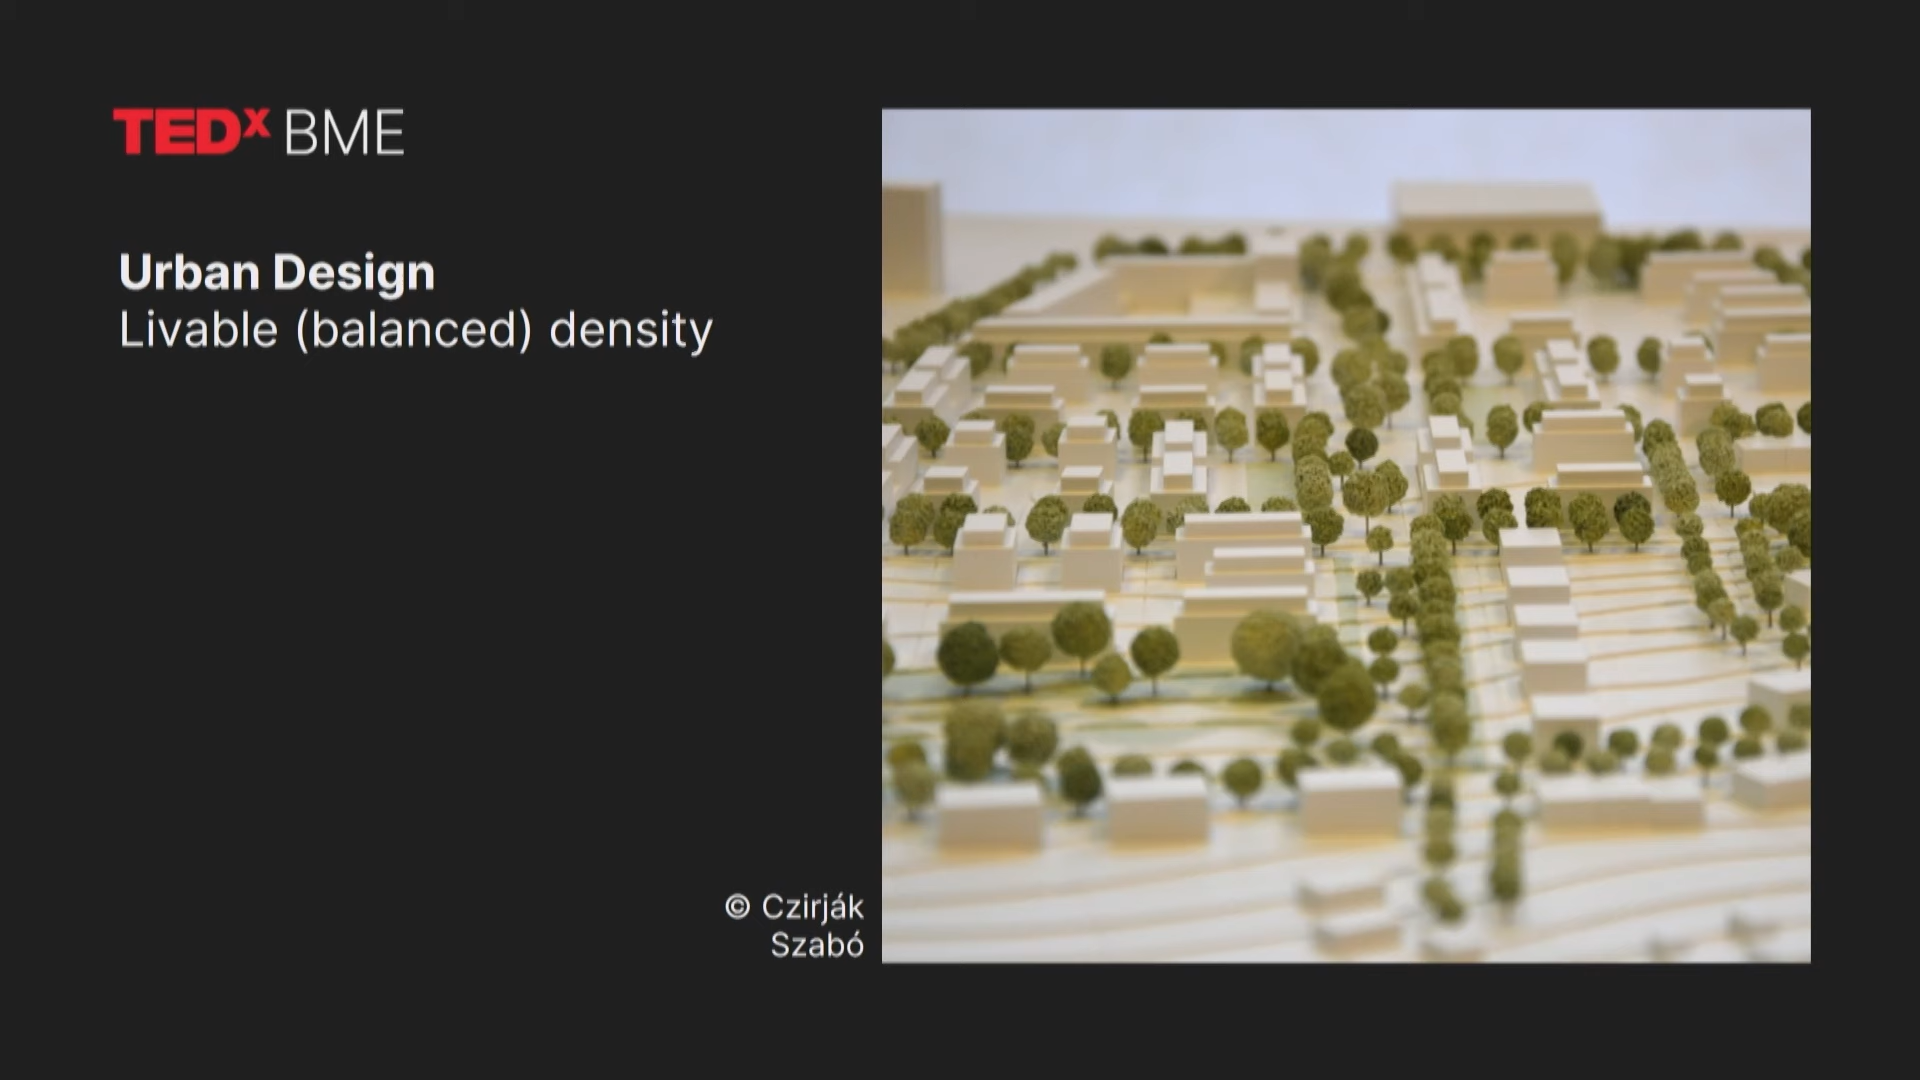 TEDx BME
Urban Design
Livable (balanced) density
© Czirják
Szabó